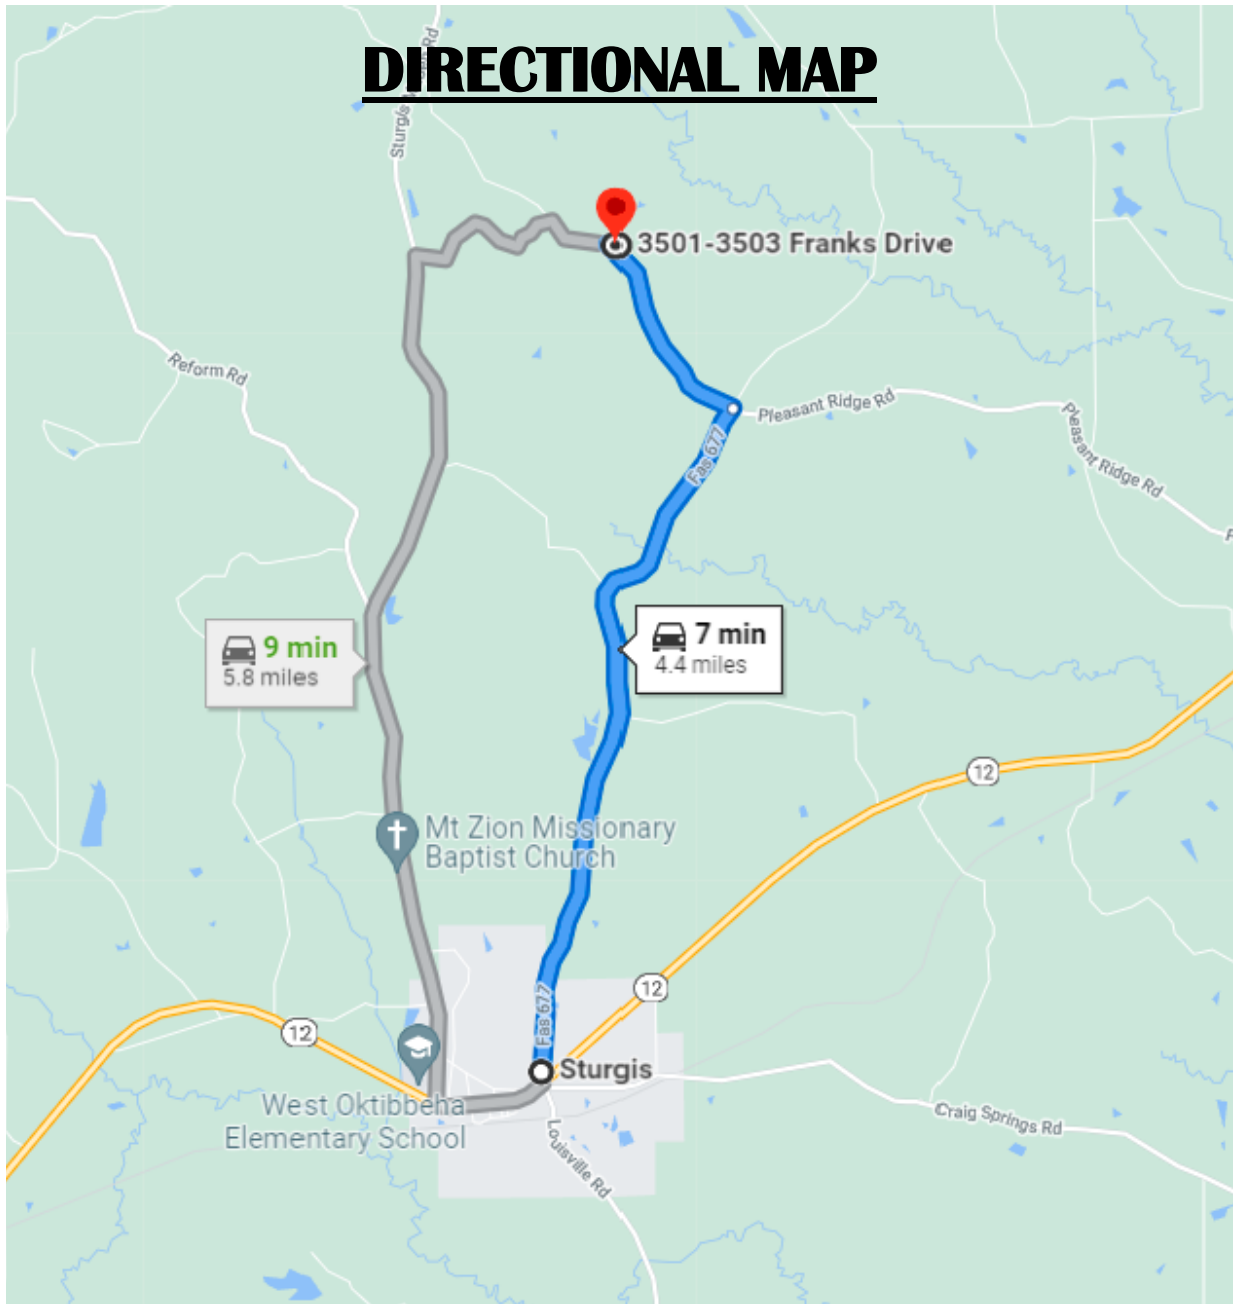 DIRECTIONAL MAP
3501-3503 Franks Drive
Reform Rd
Pleasant Ridge Rd
Pleasant Ridge Rd
Fas 677
9 min
5.8 miles
7 min
4.4 miles
12
Mt Zion Missionary
Baptist Church
12
Fas 677
12
Sturgis
West Oktibbeha
Elementary School
Craig Springs Rd
Louisville Rd